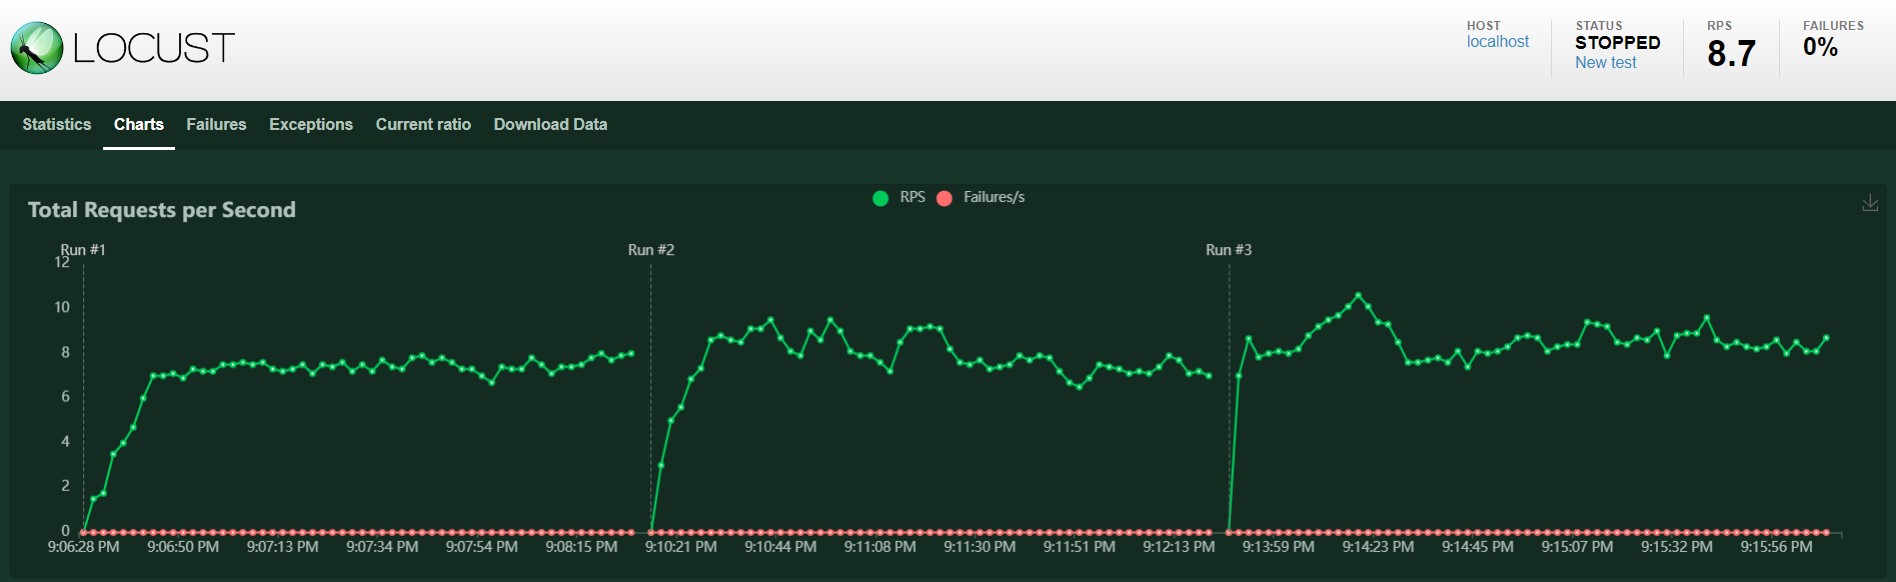 LOCUST
HOST
localhost
STATUS
STOPPED
New test
RPS
8.7
FAILURES
0%
Statistics Charts Failures Exceptions Current ratio Download Data
Total Requests per Second
RPS Failures/s
Run #1 Run #2 Run #3
12
10
8
6
4
2
0
9:06:28 PM 9:06:50 PM 9:07:13 PM 9:07:34 PM 9:07:54 PM 9:08:15 PM 9:10:21 PM 9:10:44 PM 9:11:08 PM 9:11:30 PM 9:11:51 PM 9:12:13 PM 9:13:59 PM 9:14:23 PM 9:14:45 PM 9:15:07 PM 9:15:32 PM 9:15:56 PM